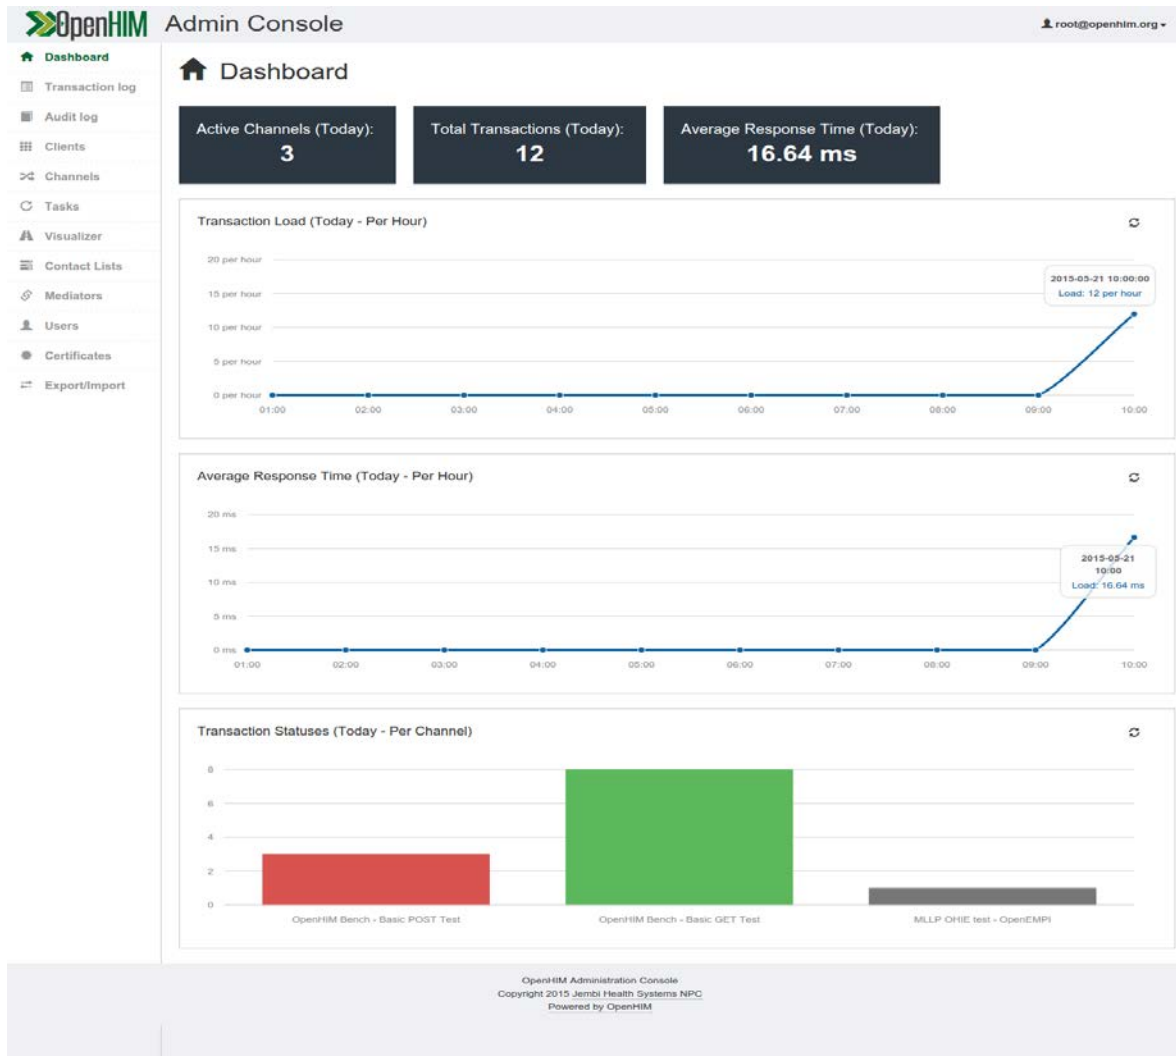 OpenHIM Admin Console
root@openhim.org
Dashboard
Transaction log
Audit log
Clients
Channels
Tasks
Visualizer
Contact Lists
Mediators
Users
Certificates
Export/Import
Dashboard
Active Channels (Today):
3
Total Transactions (Today):
12
Average Response Time (Today):
16.64 ms
Transaction Load (Today - Per Hour)
20 per hour
15 per hour
10 per hour
5 per hour
0 per hour
2015-05-21 10:00:00
Load: 12 per hour
01:00 02:00 03:00 04:00 05:00 06:00 07:00 08:00 09:00 10:00
Average Response Time (Today - Per Hour)
20 ms
15 ms
10 ms
5 ms
0 ms
2015-05-21
10:00
Load: 16.64 ms
01:00 02:00 03:00 04:00 05:00 06:00 07:00 08:00 09:00 10:00
Transaction Statuses (Today - Per Channel)
8
6
4
2
0
OpenHIM Bench - Basic POST Test OpenHIM Bench - Basic GET Test MLLP OHIE test - OpenEMPI
OpenHIM Administration Console
Copyright 2015 Jembi Health Systems NPC
Powered by OpenHIM